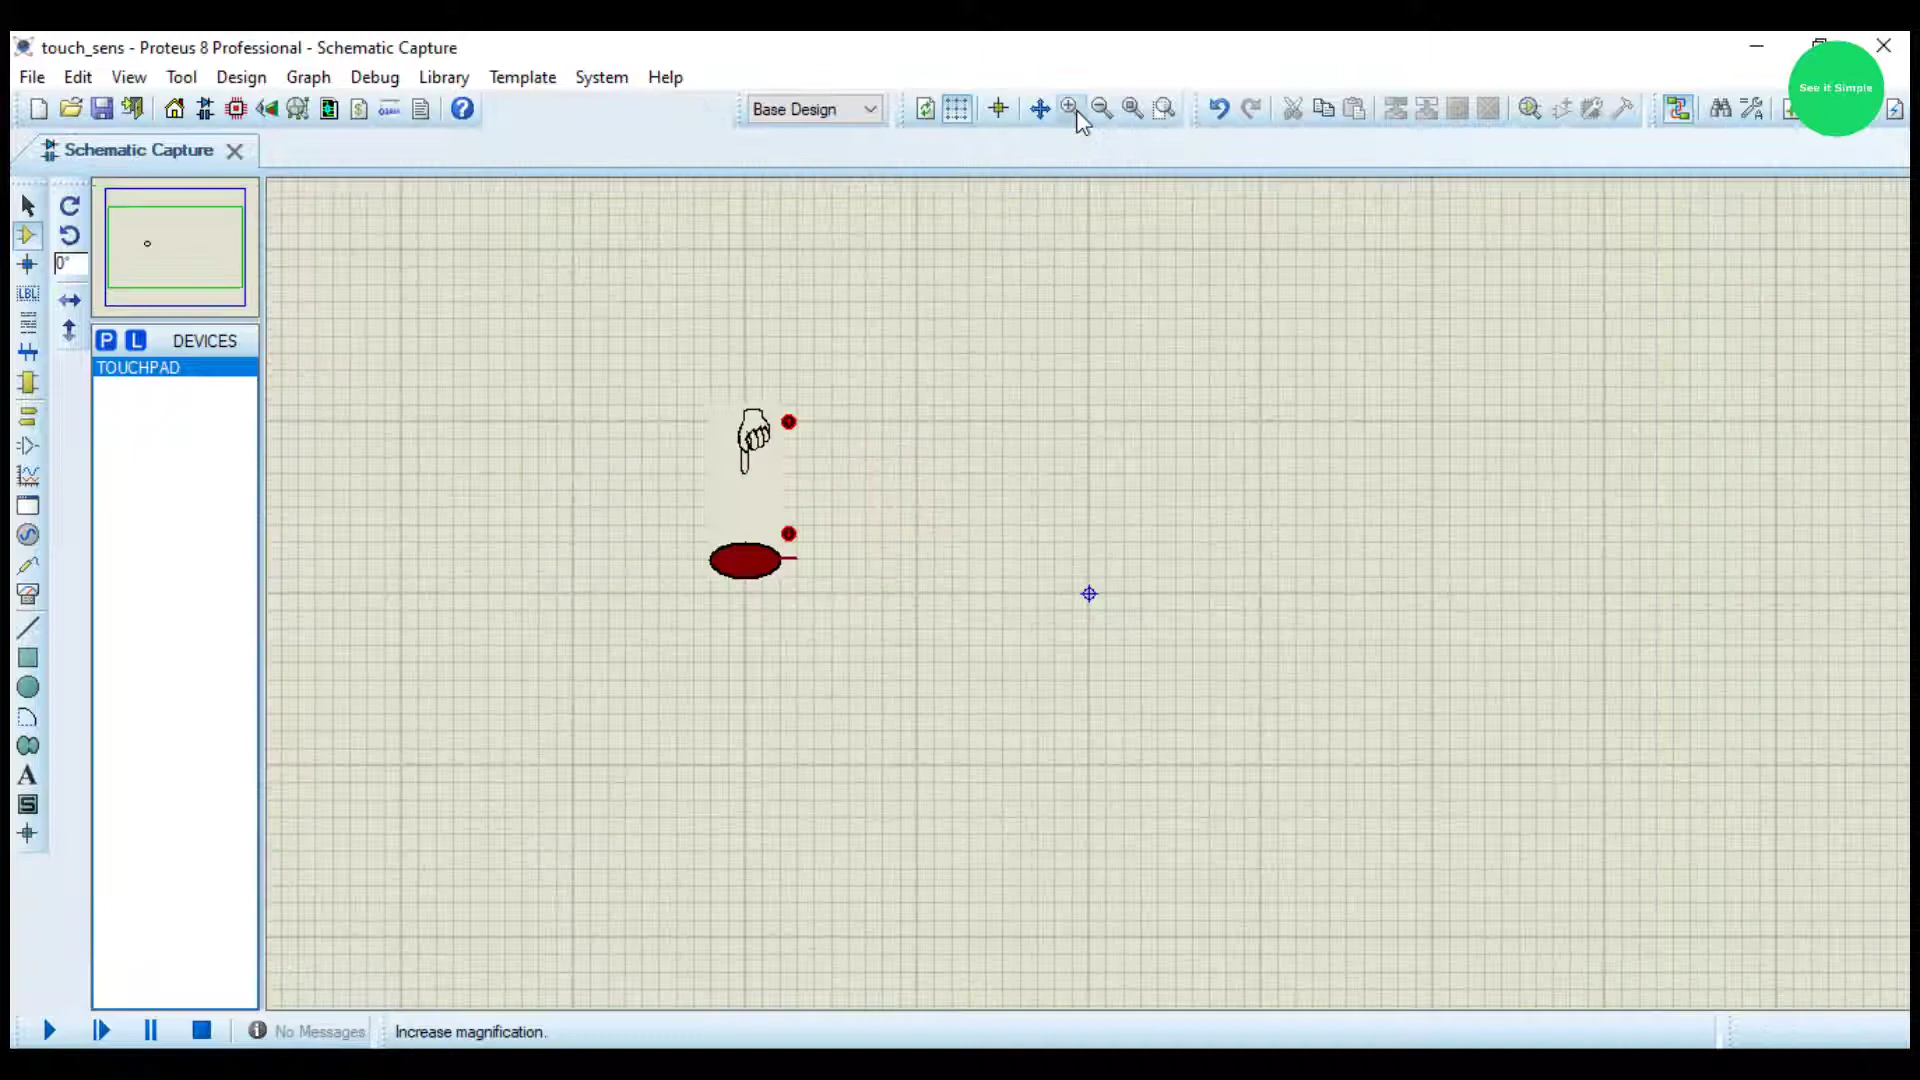 touch_sens - Proteus 8 Professional - Schematic Capture
File Edit View Tool Design Graph Debug Library Template System Help
Base Design
See it Simple
Schematic Capture
0°
LBL
P L DEVICES
TOUCHPAD
A
S
No Messages
Increase magnification.